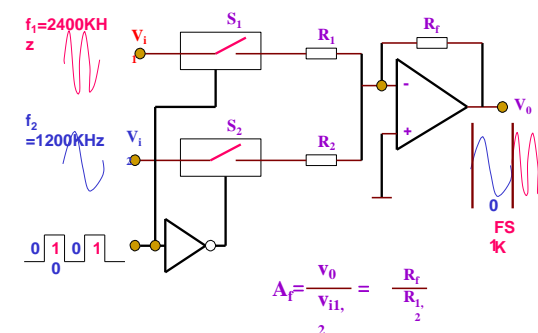 f1=2400KH
z
Vi
1
S1
R1
Rf
-
+
V0
f2
=1200KHz
Vi
2
S2
R2
0 1 0 1
0
0
FS
1K
Af= v0 / vi1, 2 = Rf / R1, 2